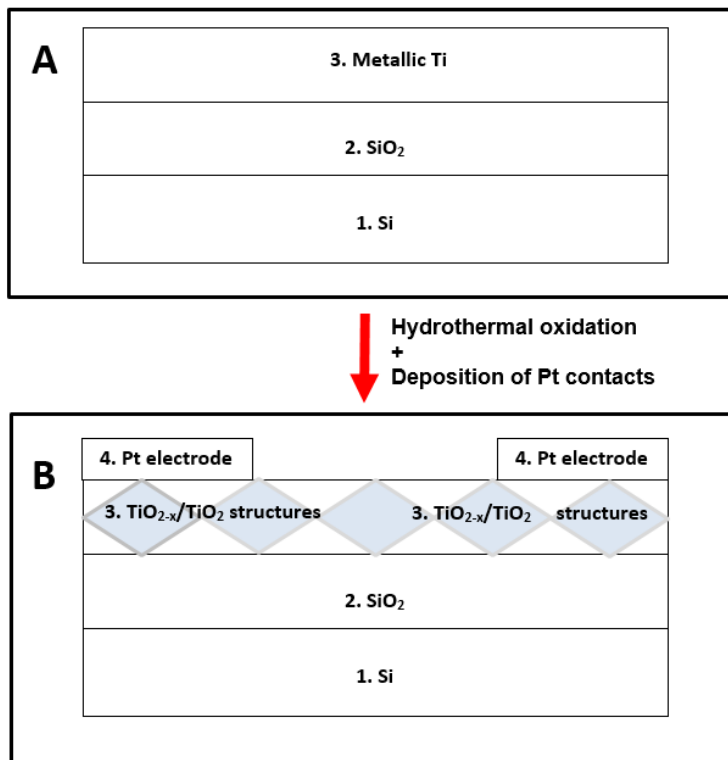 A
3. Metallic Ti
2. SiO₂
1. Si
Hydrothermal oxidation
+
Deposition of Pt contacts
B
4. Pt electrode 4. Pt electrode
3. TiO₂₋ₓ/TiO₂ structures 3. TiO₂₋ₓ/TiO₂ structures
2. SiO₂
1. Si